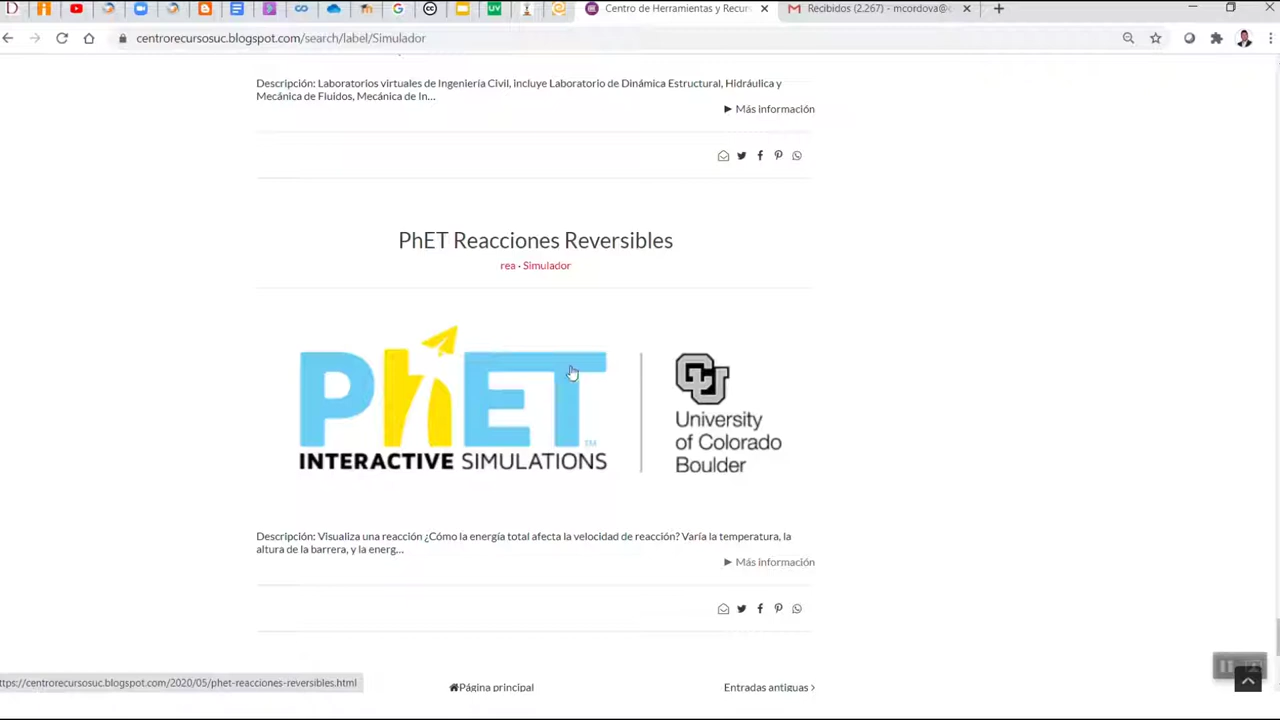 Centro de Herramientas y Recur
Recibidos (2.267) - mcordova@
centrorecursosuc.blogspot.com/search/label/Simulador
Descripción: Laboratorios virtuales de Ingeniería Civil, incluye Laboratorio de Dinámica Estructural, Hidráulica y
Mecánica de Fluidos, Mecánica de In...
► Más información
PhET Reacciones Reversibles
rea · Simulador
PhET™
INTERACTIVE SIMULATIONS
CU
University
of Colorado
Boulder
Descripción: Visualiza una reacción ¿Cómo la energía total afecta la velocidad de reacción? Varía la temperatura, la
altura de la barrera, y la energ...
► Más información
ttps://centrorecursosuc.blogspot.com/2020/05/phet-reacciones-reversibles.html
Página principal
Entradas antiguas ›